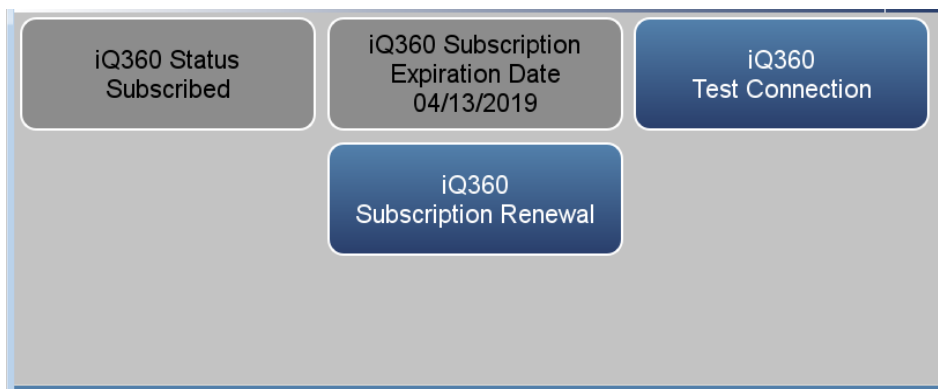 iQ360 Status
Subscribed
iQ360 Subscription
Expiration Date
04/13/2019
iQ360
Test Connection
iQ360
Subscription Renewal